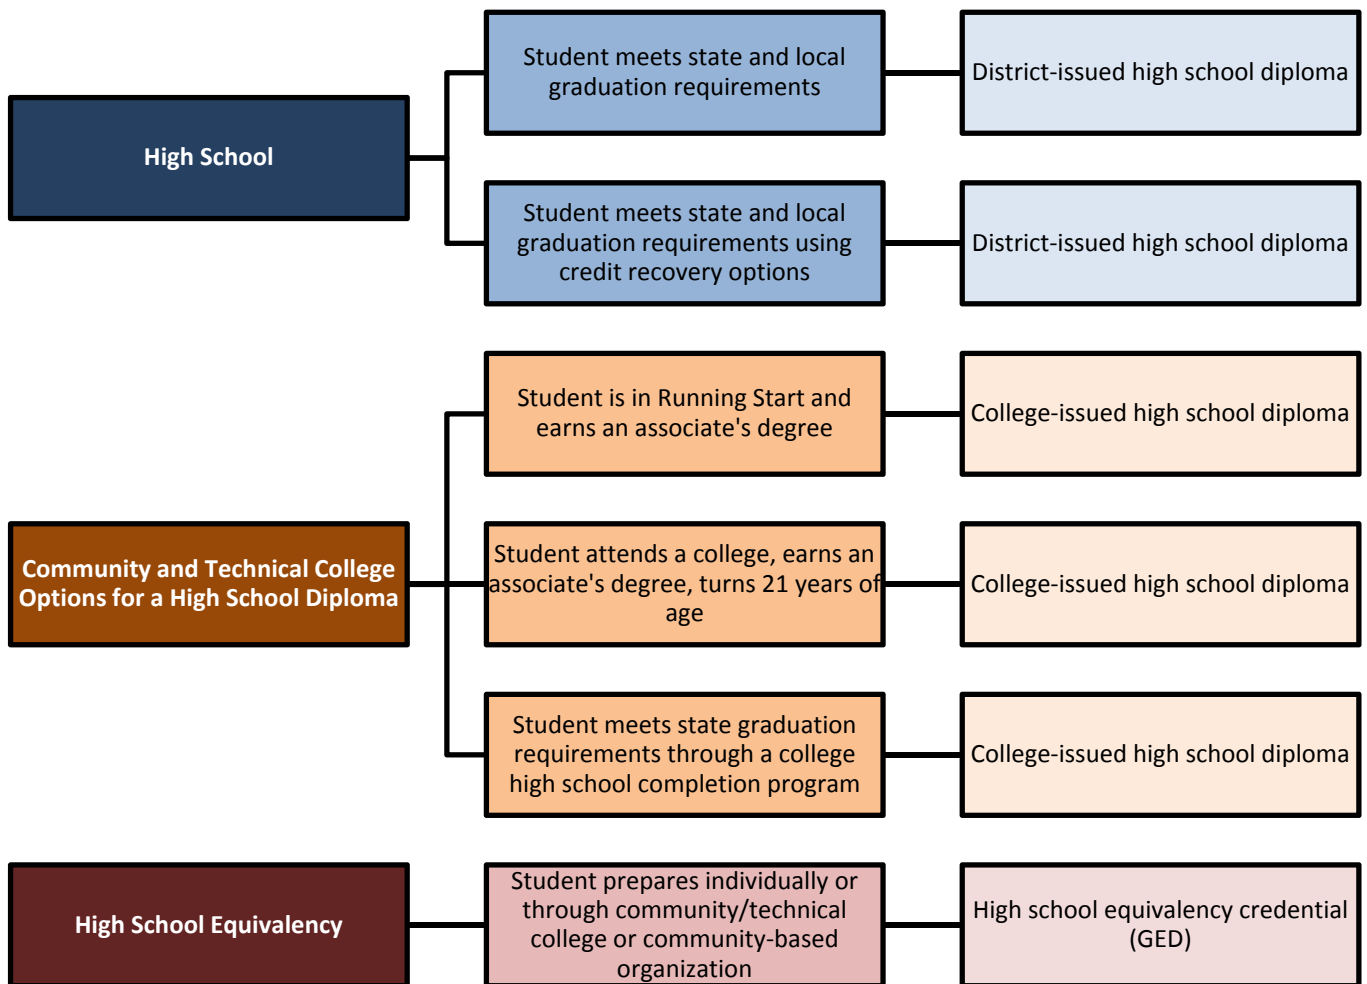 High School
Student meets state and local
graduation requirements
District-issued high school diploma
Student meets state and local
graduation requirements using
credit recovery options
District-issued high school diploma
Community and Technical College
Options for a High School Diploma
Student is in Running Start and
earns an associate's degree
College-issued high school diploma
Student attends a college, earns an
associate's degree, turns 21 years of
age
College-issued high school diploma
Student meets state graduation
requirements through a college
high school completion program
College-issued high school diploma
High School Equivalency
Student prepares individually or
through community/technical
college or community-based
organization
High school equivalency credential
(GED)